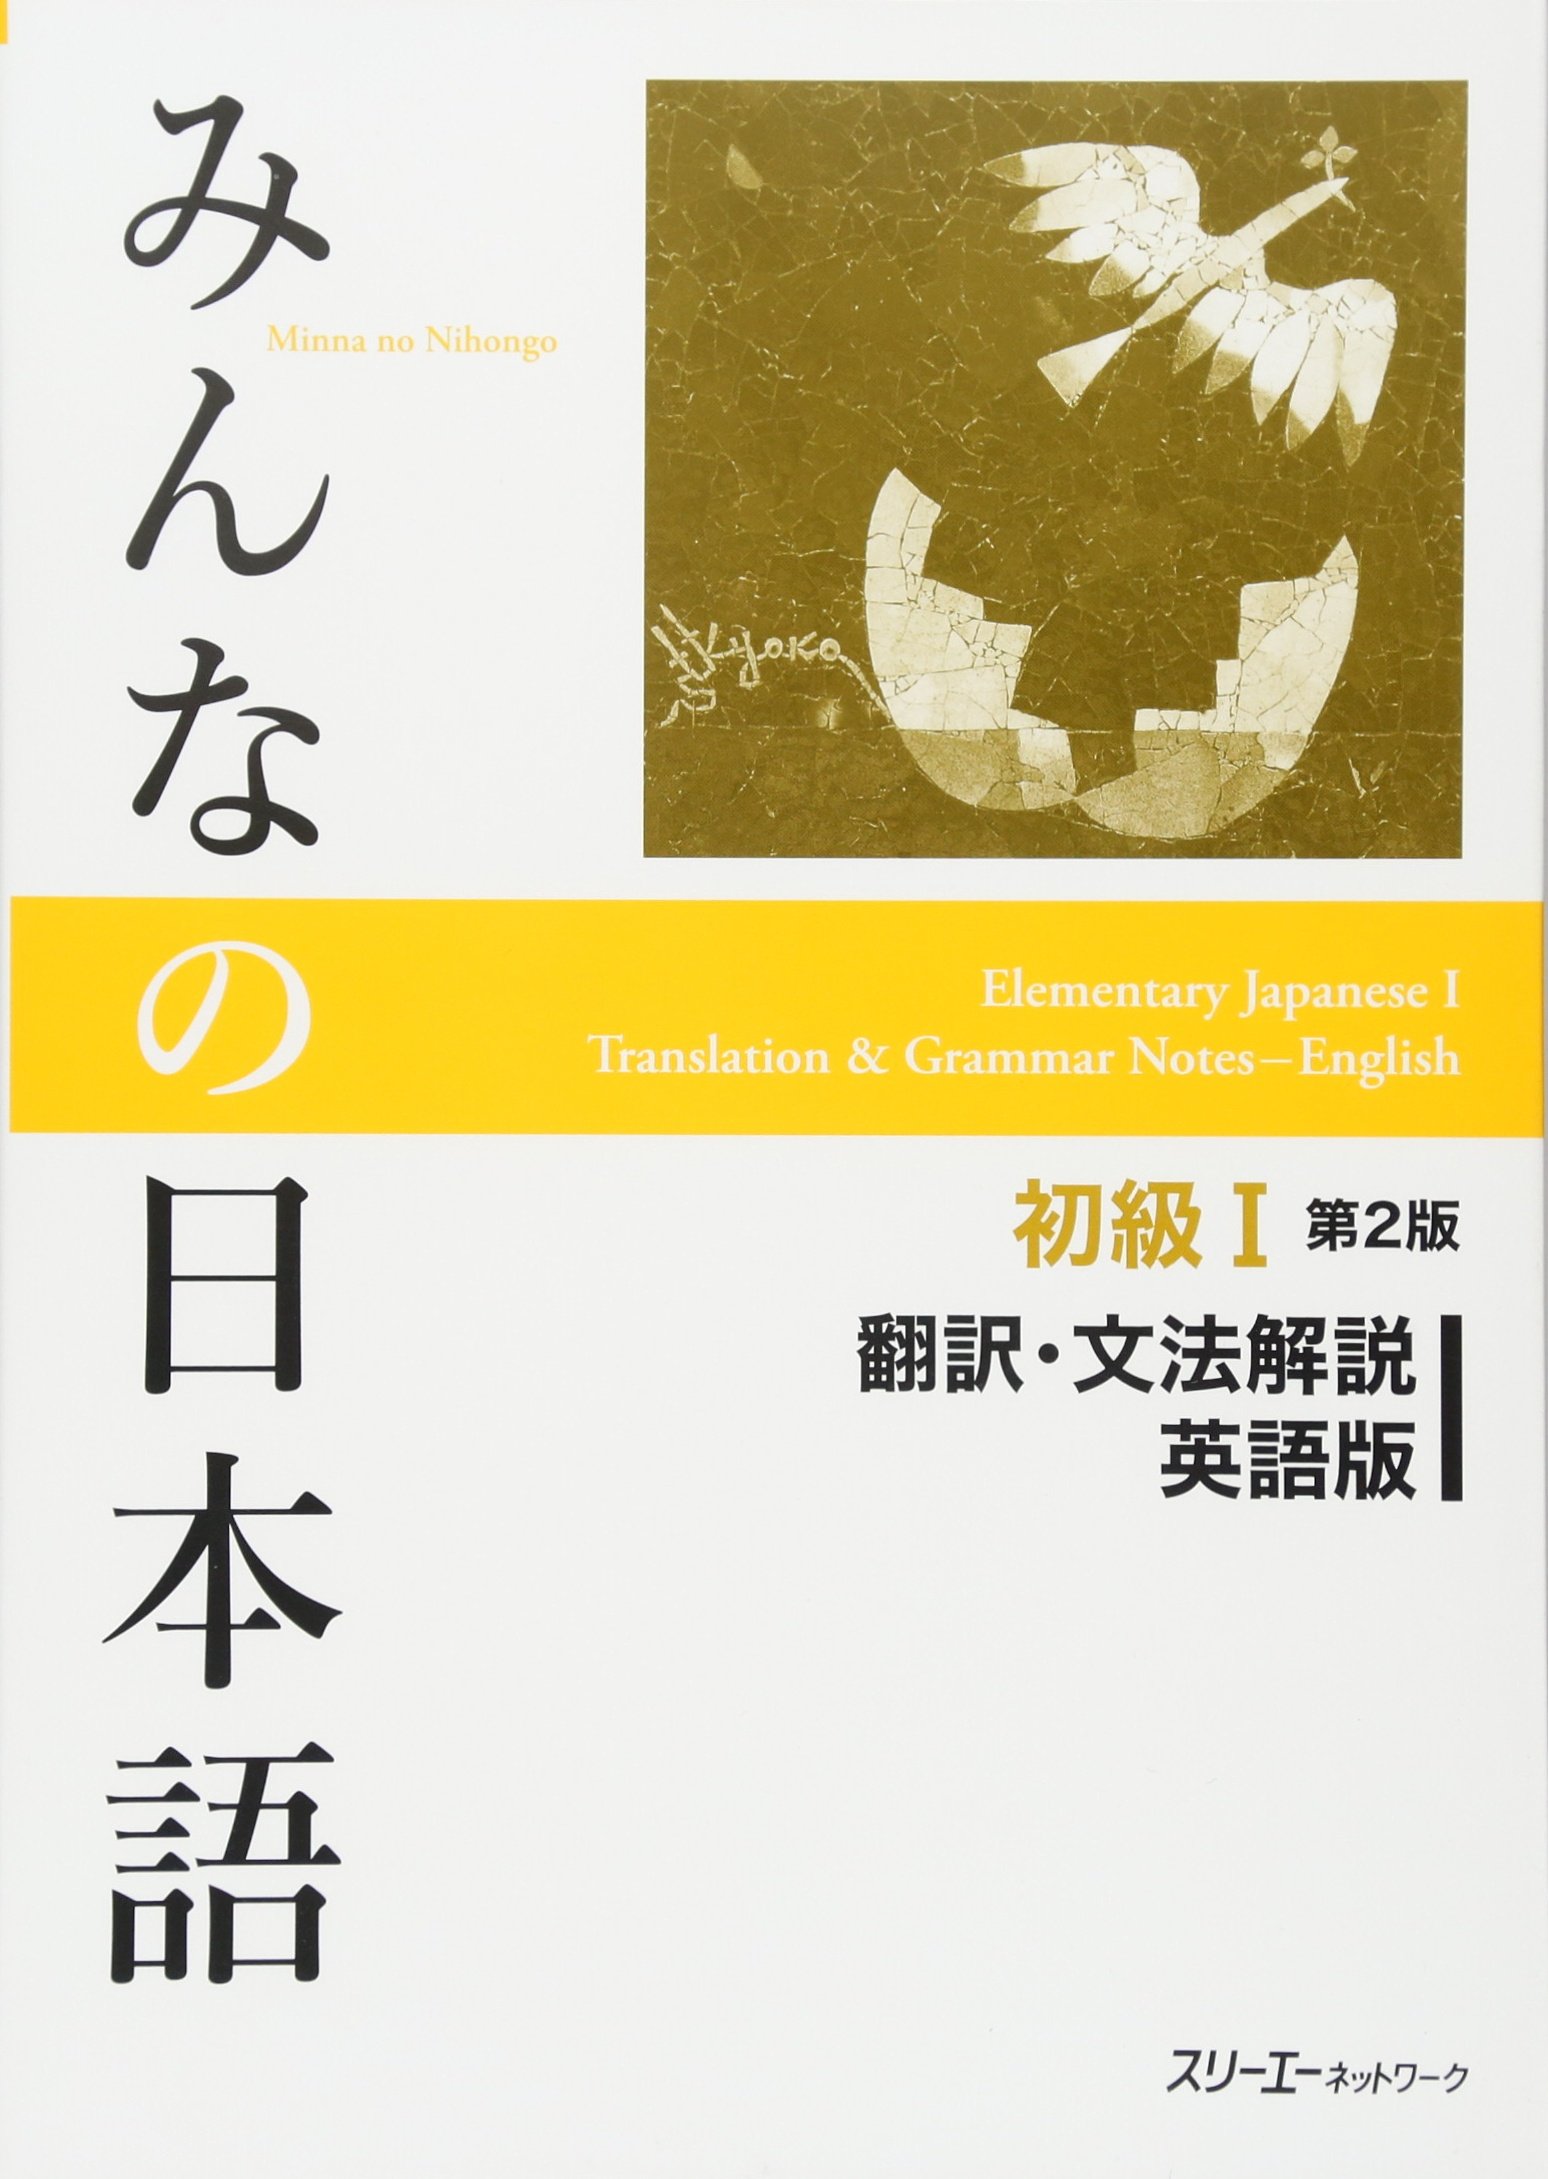 みんなの日本語
Minna no Nihongo
Kyoko
Elementary Japanese I
Translation & Grammar Notes–English
初級 I 第2版
翻訳・文法解説
英語版
スリーエーネットワーク